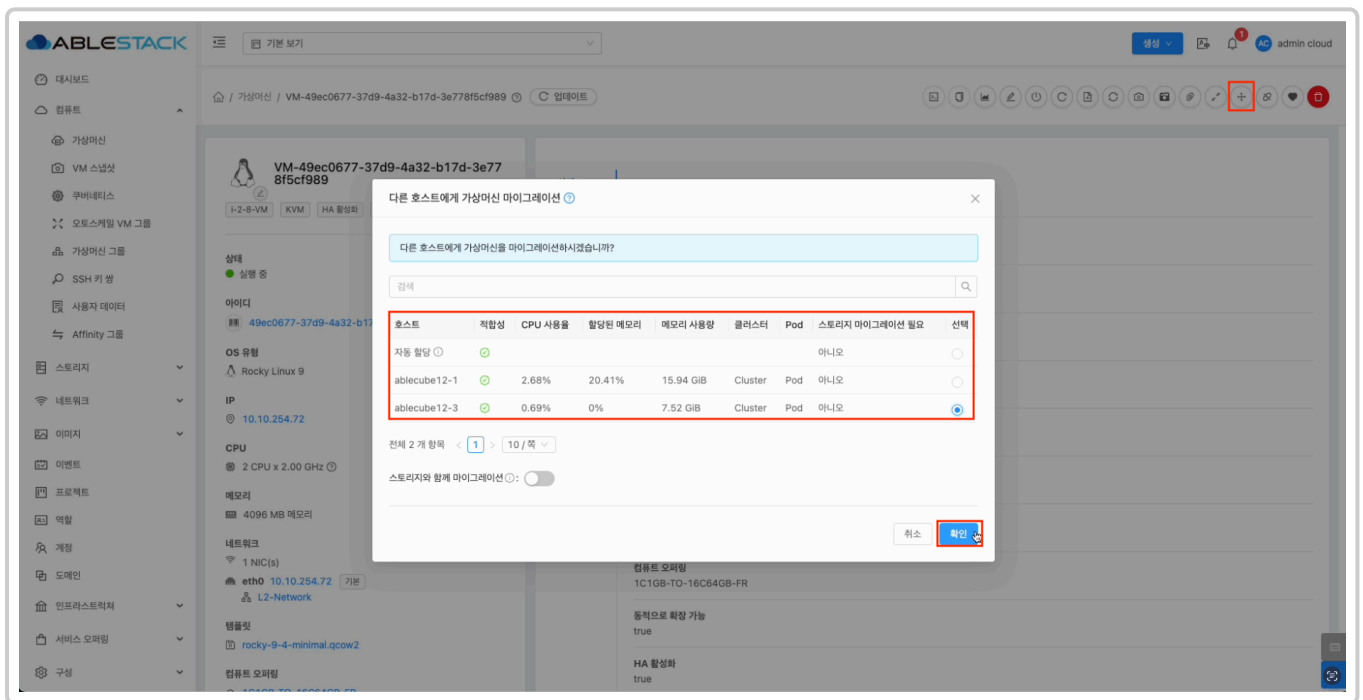 ABLESTACK
기본 보기
생성
1
AC
admin cloud
대시보드
컴퓨트
가상머신
VM 스냅샷
쿠버네티스
오토스케일 VM 그룹
가상머신 그룹
SSH 키 쌍
사용자 데이터
Affinity 그룹
스토리지
네트워크
이미지
이벤트
프로젝트
역할
계정
도메인
인프라스트럭쳐
서비스 오퍼링
구성
/ 가상머신 / VM-49ec0677-37d9-4a32-b17d-3e778f5cf989
업데이트
VM-49ec0677-37d9-4a32-b17d-3e77
8f5cf989
i-2-8-VM KVM HA 활성화
상태
실행 중
아이디
49ec0677-37d9-4a32-b17
OS 유형
Rocky Linux 9
IP
10.10.254.72
CPU
2 CPU x 2.00 GHz
메모리
4096 MB 메모리
네트워크
1 NIC(s)
eth0 10.10.254.72 기본
L2-Network
템플릿
rocky-9-4-minimal.qcow2
컴퓨트 오퍼링
1C1GB-TO-16C64GB-FR
다른 호스트에게 가상머신 마이그레이션
다른 호스트에게 가상머신을 마이그레이션하시겠습니까?
검색
호스트 적합성 CPU 사용율 할당된 메모리 메모리 사용량 클러스터 Pod 스토리지 마이그레이션 필요 선택
자동 할당 아니오
ablecube12-1 2.68% 20.41% 15.94 GiB Cluster Pod 아니오
ablecube12-3 0.69% 0% 7.52 GiB Cluster Pod 아니오
전체 2 개 항목 < 1 > 10 / 쪽
스토리지와 함께 마이그레이션 :
취소 확인
컴퓨트 오퍼링
1C1GB-TO-16C64GB-FR
동적으로 확장 가능
true
HA 활성화
true